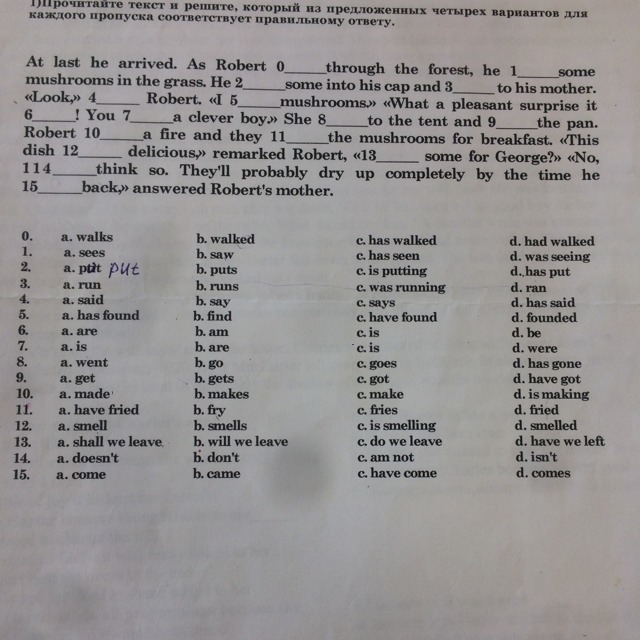 1)Прочитайте текст и решите, который из предложенных четырех вариантов для
каждого пропуска соответствует правильному ответу.
At last he arrived. As Robert 0_____through the forest, he 1_____some
mushrooms in the grass. He 2_____some into his cap and 3_____ to his mother.
«Look,» 4_____ Robert. «I 5_____mushrooms.» «What a pleasant surprise it
6_____! You 7_____a clever boy.» She 8_____to the tent and 9_____the pan.
Robert 10_____a fire and they 11_____the mushrooms for breakfast. «This
dish 12_____ delicious,» remarked Robert, «13_____ some for George?» «No,
114_____think so. They'll probably dry up completely by the time he
15_____back,» answered Robert's mother.
0. a. walks b. walked c. has walked d. had walked
1. a. sees b. saw c. has seen d. was seeing
2. a. put put b. puts c. is putting d. has put
3. a. run b. runs c. was running d. ran
4. a. said b. say c. says d. has said
5. a. has found b. find c. have found d. founded
6. a. are b. am c. is d. be
7. a. is b. are c. is d. were
8. a. went b. go c. goes d. has gone
9. a. get b. gets c. got d. have got
10. a. made b. makes c. make d. is making
11. a. have fried b. fry c. fries d. fried
12. a. smell b. smells c. is smelling d. smelled
13. a. shall we leave b. will we leave c. do we leave d. have we left
14. a. doesn't b. don't c. am not d. isn't
15. a. come b. came c. have come d. comes